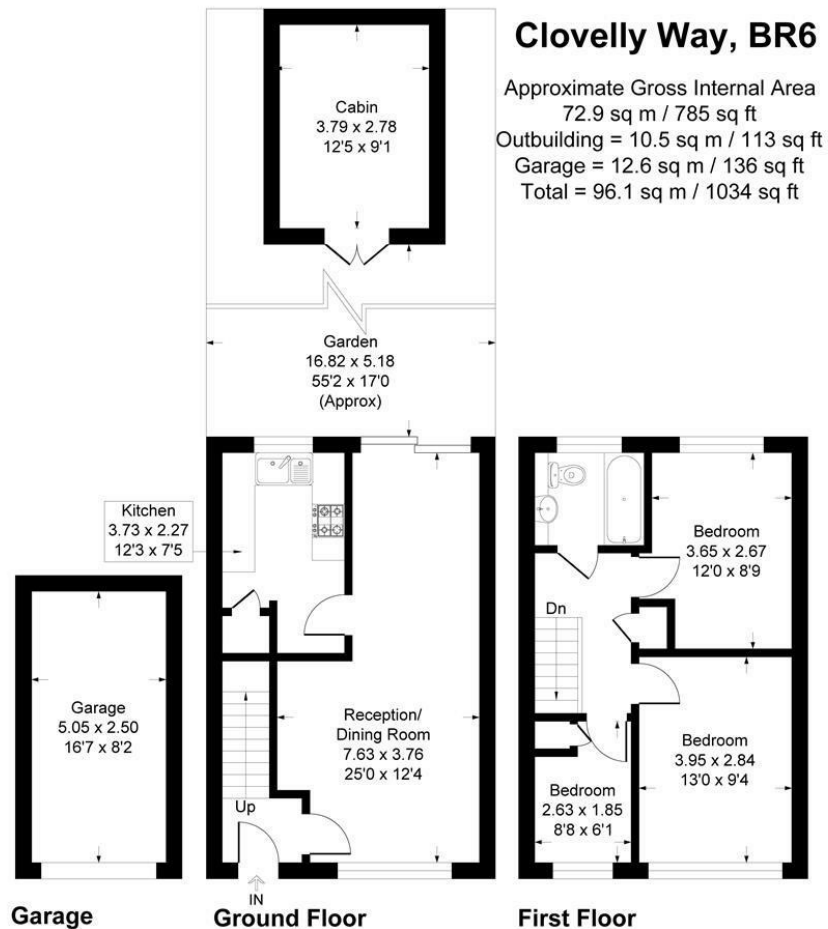 Clovelly Way, BR6
Approximate Gross Internal Area
72.9 sq m / 785 sq ft
Outbuilding = 10.5 sq m / 113 sq ft
Garage = 12.6 sq m / 136 sq ft
Total = 96.1 sq m / 1034 sq ft
Cabin
3.79 x 2.78
12'5 x 9'1
Garden
16.82 x 5.18
55'2 x 17'0
(Approx)
Kitchen
3.73 x 2.27
12'3 x 7'5
Garage
5.05 x 2.50
16'7 x 8'2
Reception/
Dining Room
7.63 x 3.76
25'0 x 12'4
Up
IN
Bedroom
3.65 x 2.67
12'0 x 8'9
Dn
Bedroom
3.95 x 2.84
13'0 x 9'4
Bedroom
2.63 x 1.85
8'8 x 6'1
Garage
Ground Floor
First Floor